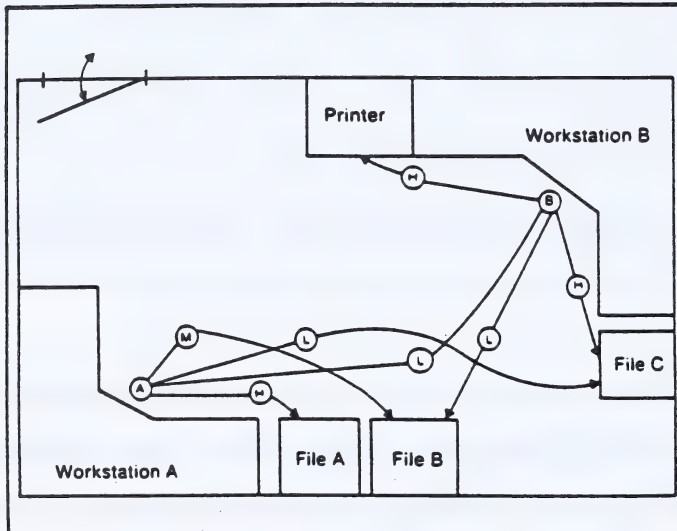 Printer
Workstation B
H
B
H
M
L
L
L
File C
A
H
File A
File B
Workstation A